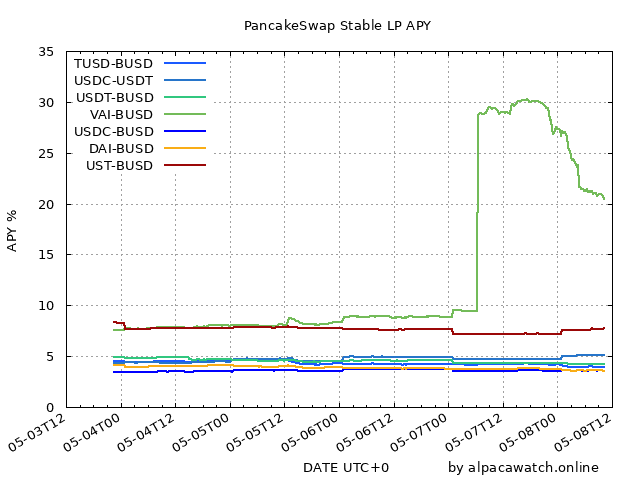 PancakeSwap Stable LP APY
35
30
25
20
15
10
5
0
APY %
TUSD-BUSD
USDC-USDT
USDT-BUSD
VAI-BUSD
USDC-BUSD
DAI-BUSD
UST-BUSD
05-03T12
05-04T00
05-04T12
05-05T00
05-05T12
05-06T00
05-06T12
05-07T00
05-07T12
05-08T00
05-08T12
DATE UTC+0
by alpacawatch.online